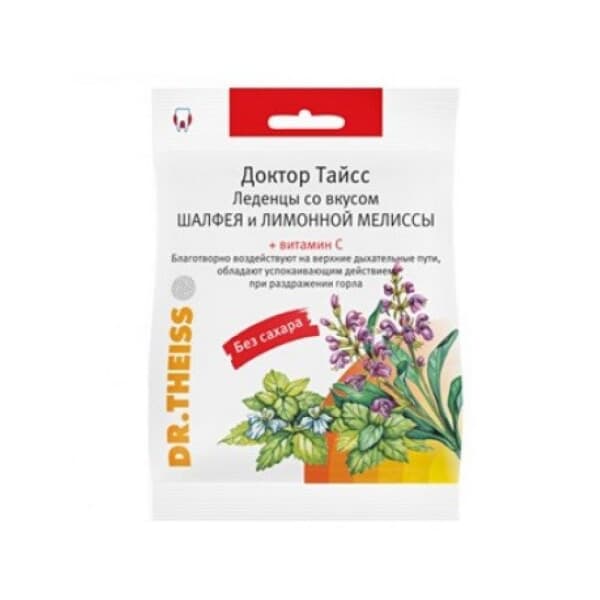 Доктор Тайсс
Леденцы со вкусом
ШАЛФЕЯ и ЛИМОННОЙ МЕЛИССЫ
+ витамин С
Благотворно воздействуют на верхние дыхательные пути,
обладают успокаивающим действием
при раздражении горла
Без сахара
DR.THEISS